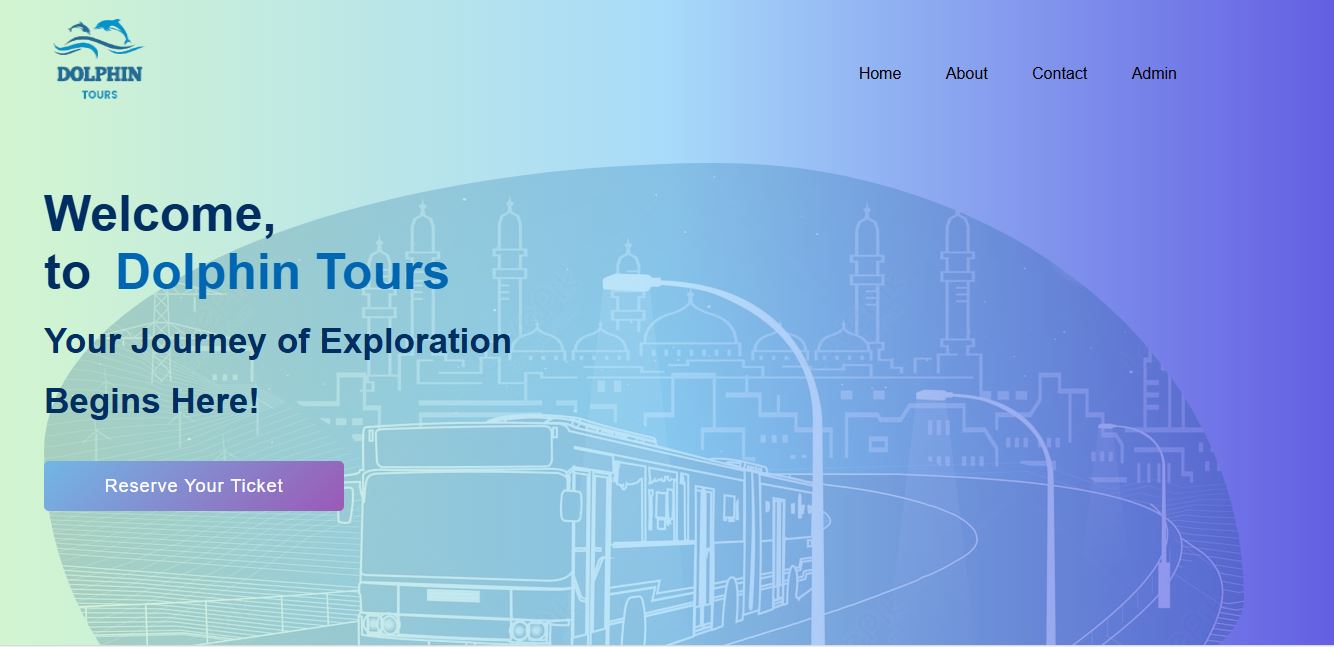 DOLPHIN
TOURS
Home
About
Contact
Admin
Welcome,
to Dolphin Tours
Your Journey of Exploration
Begins Here!
Reserve Your Ticket